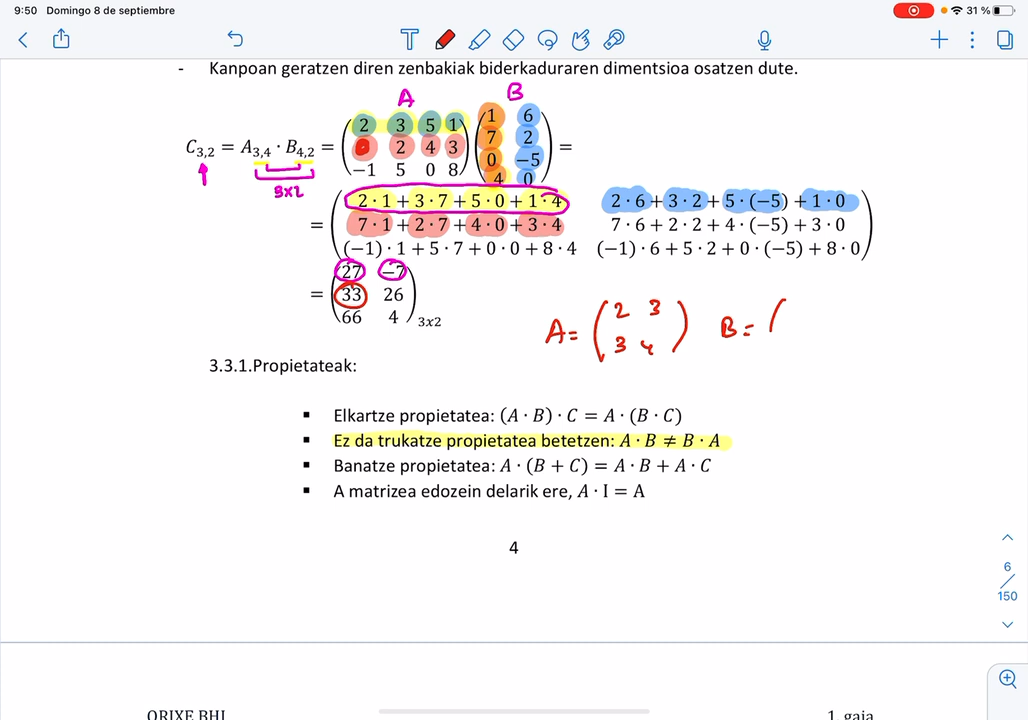 9:50 Domingo 8 de septiembre 31 %
T
- Kanpoan geratzen diren zenbakiak biderkaduraren dimentsioa osatzen dute.
A B
2 3 5 1 1 6
2 4 3 7 2
−1 5 0 8 0 −5
4 0
C3,2 = A3,4 · B4,2 = =
3x2
2 · 1 + 3 · 7 + 5 · 0 + 1 · 4 2 · 6 + 3 · 2 + 5 · (−5) + 1 · 0
= 7 · 1 + 2 · 7 + 4 · 0 + 3 · 4 7 · 6 + 2 · 2 + 4 · (−5) + 3 · 0
(−1) · 1 + 5 · 7 + 0 · 0 + 8 · 4 (−1) · 6 + 5 · 2 + 0 · (−5) + 8 · 0
27 −7
= 33 26
66 4 3x2
A = ( 2 3 B = (
3 4 )
3.3.1.Propietateak:
▪ Elkartze propietatea: (A · B) · C = A · (B · C)
▪ Ez da trukatze propietatea betetzen: A · B ≠ B · A
▪ Banatze propietatea: A · (B + C) = A · B + A · C
▪ A matrizea edozein delarik ere, A · I = A
4
6
/
150
ORIXE BHI 1. gaia